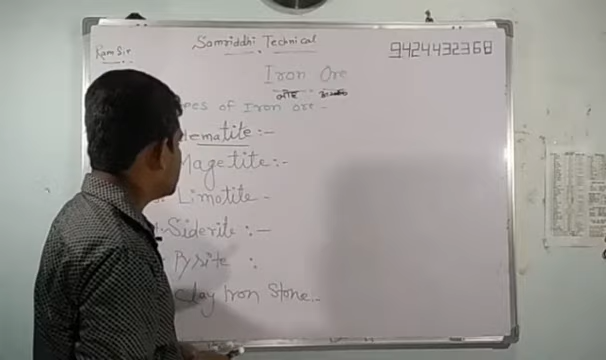 Ram Sir
Samriddhi Technical
9424432368
Iron Ore
लौह अयस्क
pes of Iron ore -
ematite :-
Magetite :-
Limotite -
Siderite :-
Pysite :
Clay Iron Stone :-